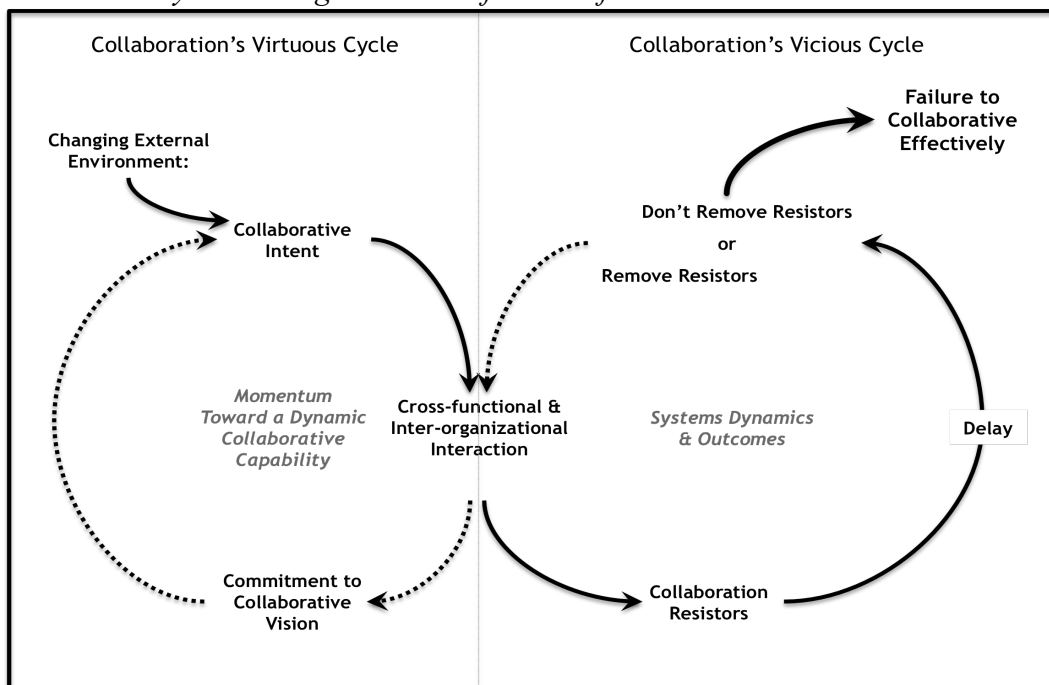 Collaboration's Virtuous Cycle
Collaboration's Vicious Cycle
Failure to
Collaborative
Effectively
Changing External
Environment:
Don't Remove Resistors
or
Remove Resistors
Collaborative
Intent
Momentum
Toward a Dynamic
Collaborative
Capability
Cross-functional &
Inter-organizational
Interaction
Systems Dynamics
& Outcomes
Delay
Commitment to
Collaborative
Vision
Collaboration
Resistors